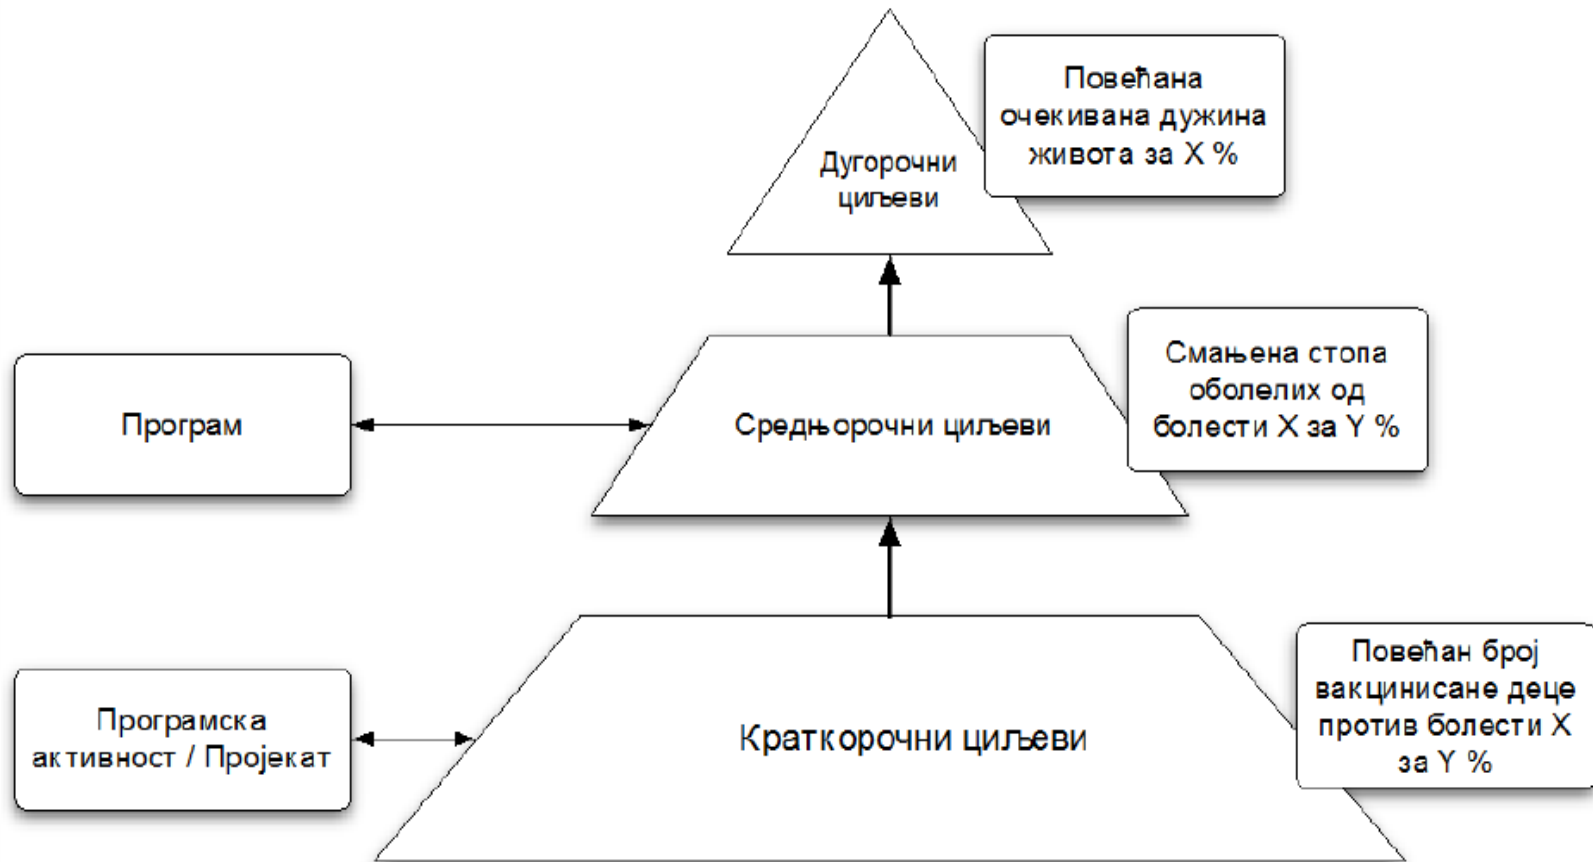 Повећана
очекивана дужина
живота за X %
Дугорочни
циљеви
Смањена стопа
оболелих од
болести X за Y %
Програм
Средњорочни циљеви
Повећан број
вакцинисане деце
против болести X
за Y %
Програмска
активност / Пројекат
Краткорочни циљеви